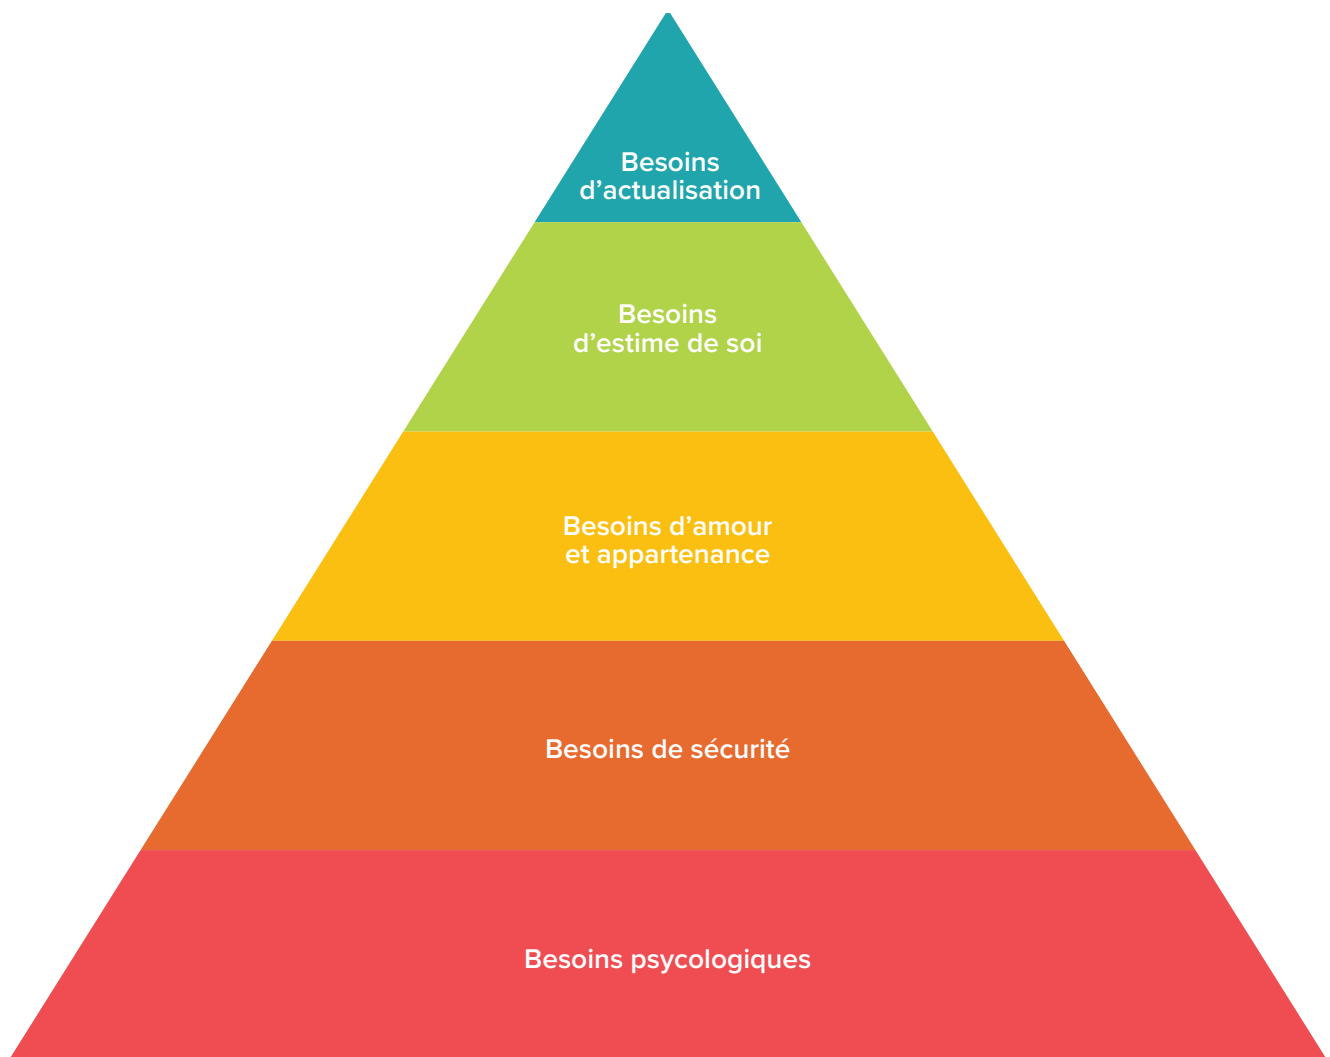 Besoins
d’actualisation
Besoins
d’estime de soi
Besoins d’amour
et appartenance
Besoins de sécurité
Besoins psycologiques